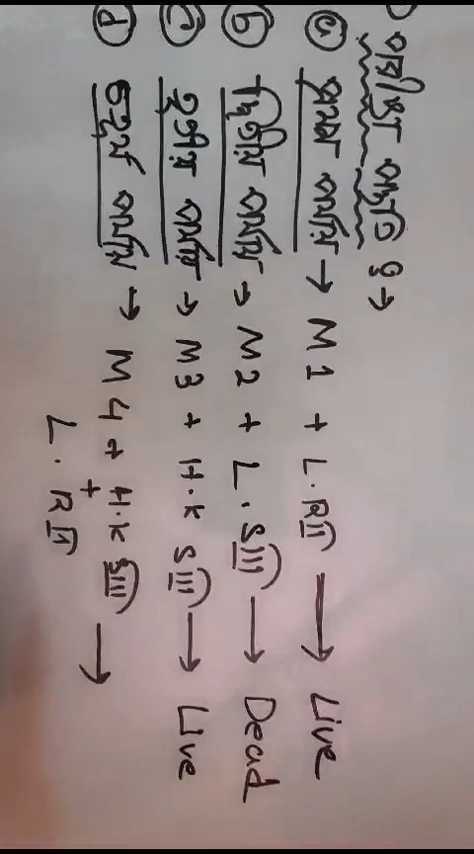 পরীক্ষা পদ্ধতি ঃ→
ⓐ প্রথম পর্যায় → M1 + L.RII → Live
ⓑ দ্বিতীয় পর্যায় → M2 + L.SIII → Dead
ⓒ তৃতীয় পর্যায় → M3 + H.K SIII → Live
ⓓ চতুর্থ পর্যায় → M4 + H.K SIII →
+
L.RII